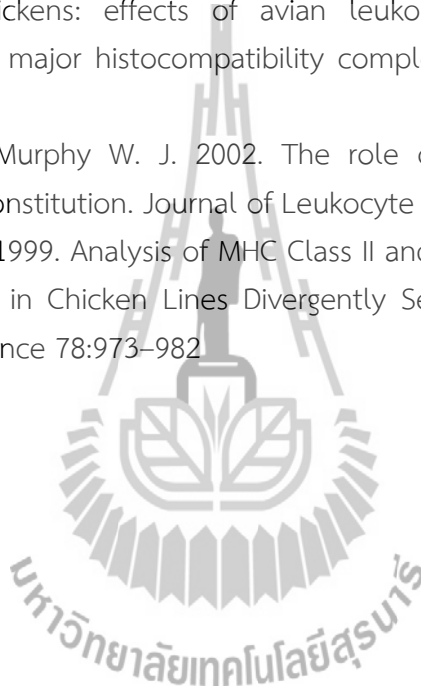 ickens: effects of avian leuko
major histocompatibility compl
Murphy W. J. 2002. The role
onstitution. Journal of Leukocyte
1999. Analysis of MHC Class II and
in Chicken Lines Divergently Se
nce 78:973–982
มหาวิทยาลัยเทคโนโลยีสุรนารี